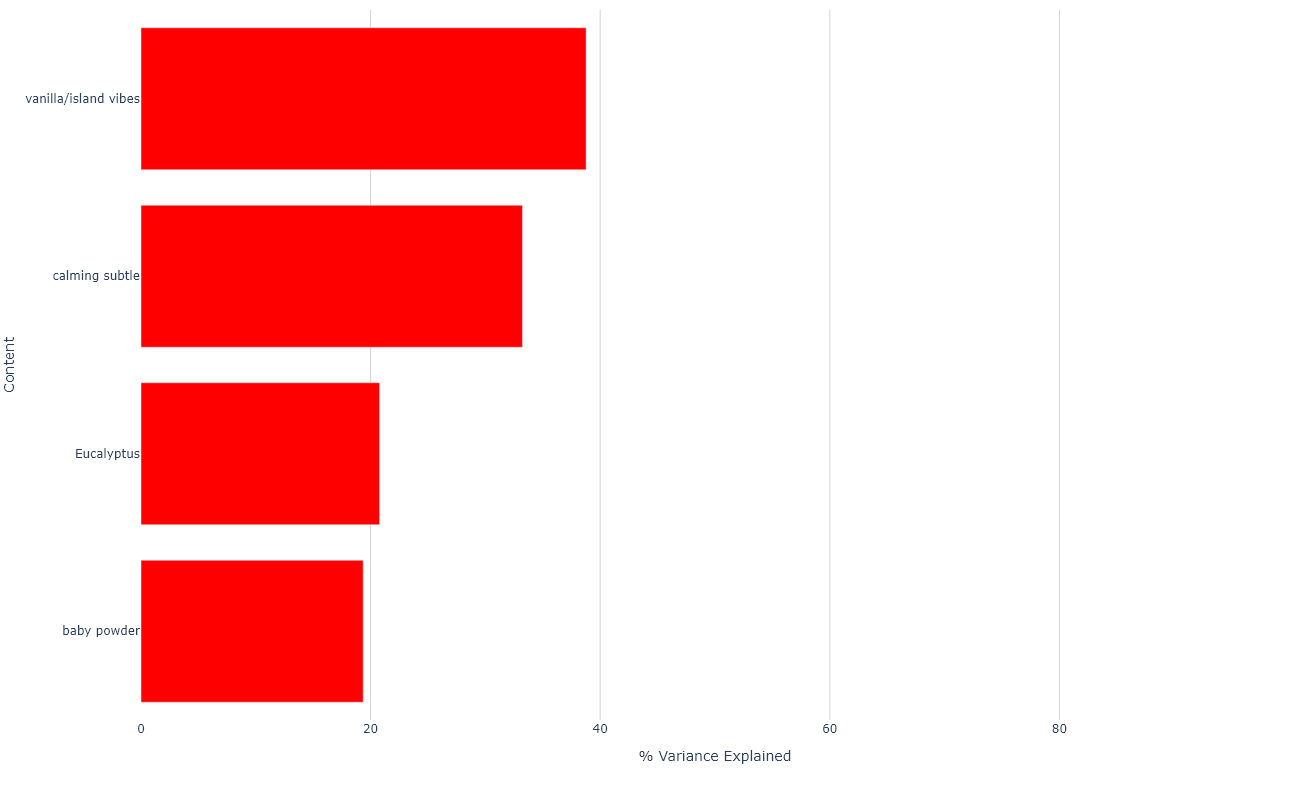 vanilla/island vibes
calming subtle
Eucalyptus
baby powder
Content
0 20 40 60 80
% Variance Explained